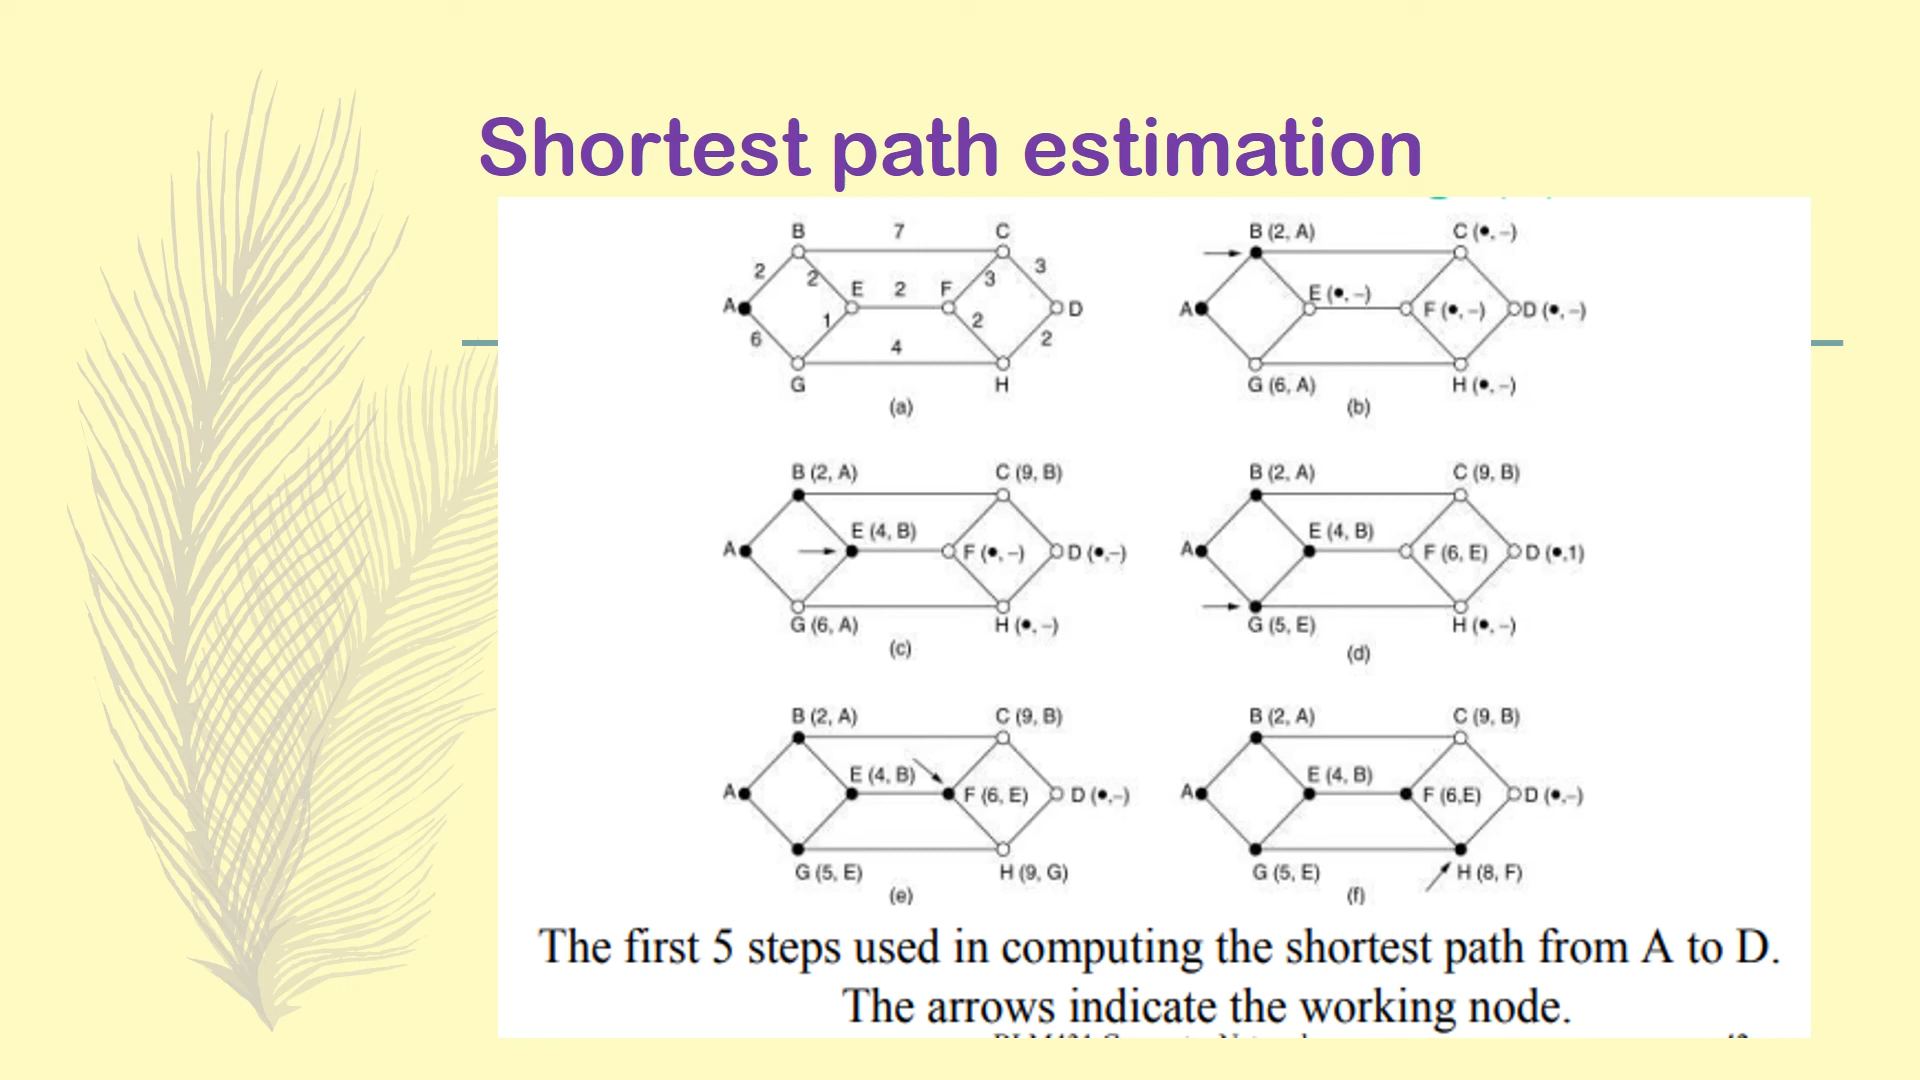 Shortest path estimation
B 7 C
2 2 3 3
A E 2 F D
6 1 4 2 2
G H
(a)
B (2, A) C (•, –)
A E (•, –) F (•, –) D (•, –)
G (6, A) H (•, –)
(b)
B (2, A) C (9, B)
E (4, B)
A F (•, –) D (•,–)
G (6, A) H (•, –)
(c)
B (2, A) C (9, B)
E (4, B)
A F (6, E) D (•,1)
G (5, E) H (•, –)
(d)
B (2, A) C (9, B)
E (4, B)
A F (6, E) D (•,–)
G (5, E) H (9, G)
(e)
B (2, A) C (9, B)
E (4, B)
A F (6,E) D (•,–)
G (5, E) H (8, F)
(f)
The first 5 steps used in computing the shortest path from A to D.
The arrows indicate the working node.